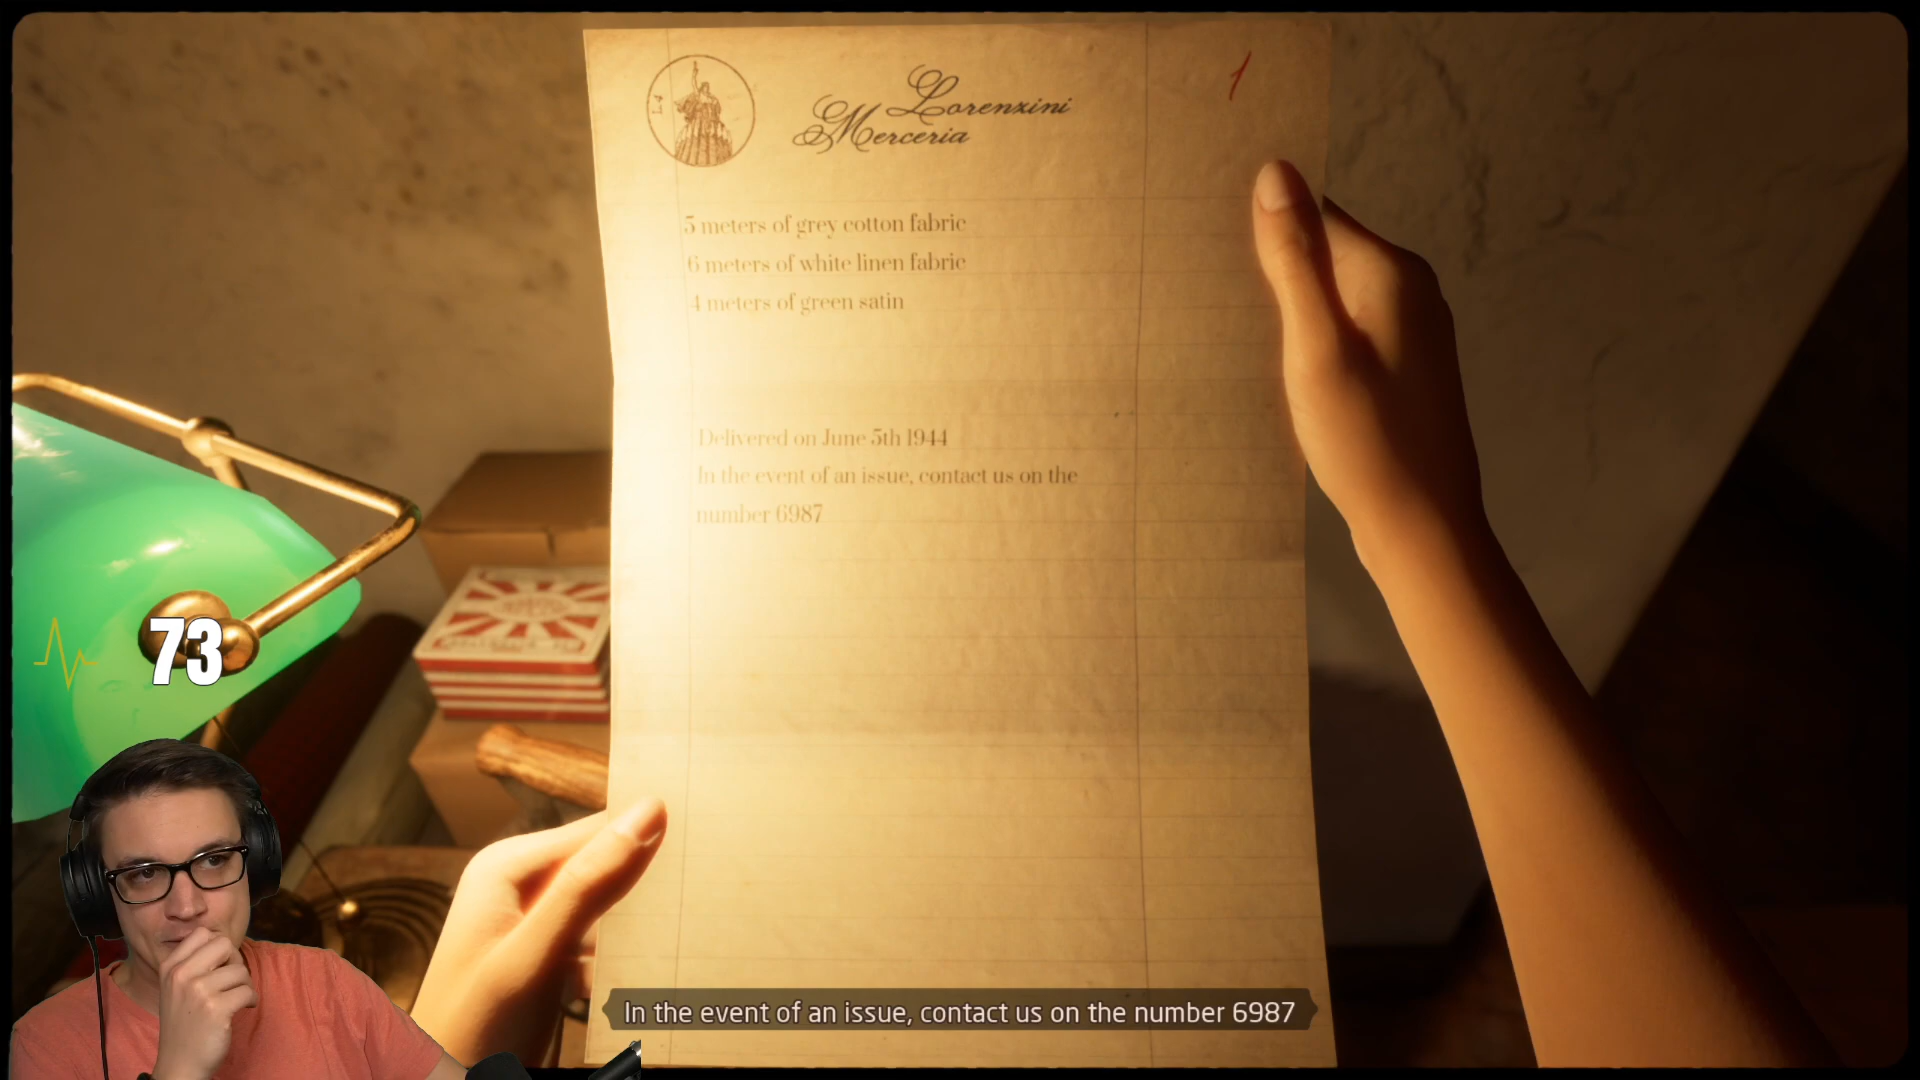 L4
Lorenzini
Merceria
1
5 meters of grey cotton fabric
6 meters of white linen fabric
4 meters of green satin
Delivered on June 5th 1944
In the event of an issue, contact us on the
number 6987
73
In the event of an issue, contact us on the number 6987